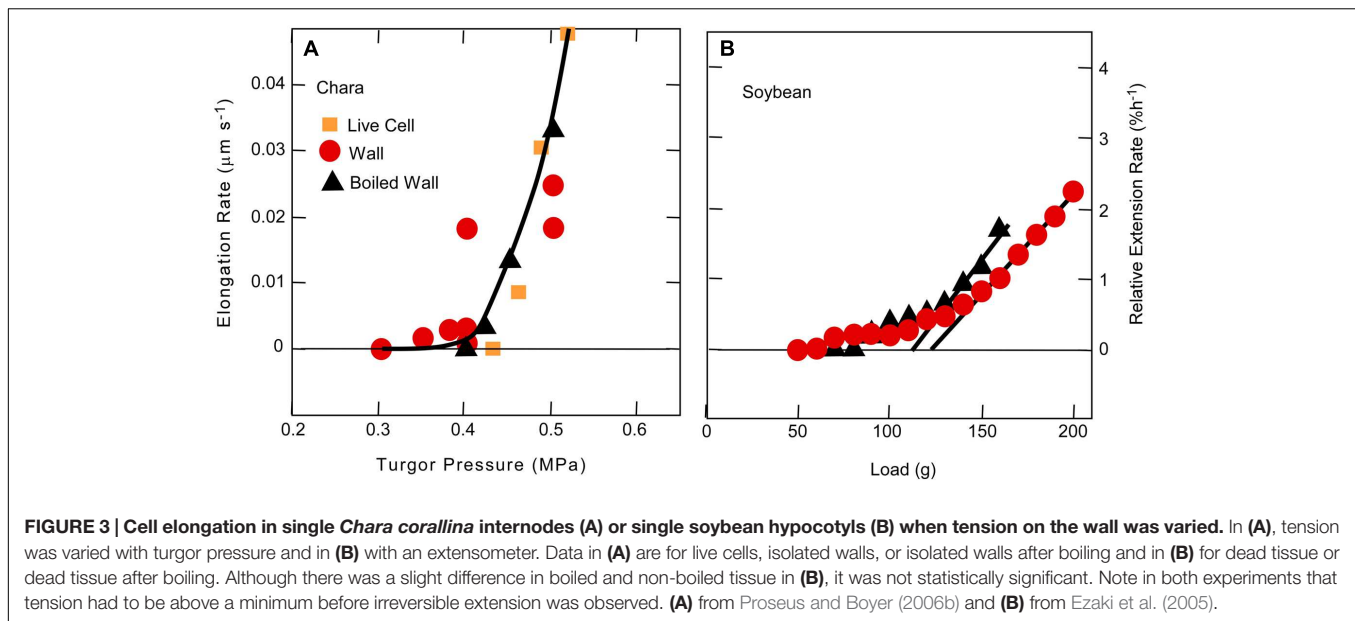 A
Chara
Live Cell
Wall
Boiled Wall
Elongation Rate (μm s⁻¹)
0.04
0.03
0.02
0.01
0
0.2 0.3 0.4 0.5 0.6
Turgor Pressure (MPa)
B
Soybean
Relative Extension Rate (%h⁻¹)
4
3
2
1
0
0 50 100 150 200
Load (g)
FIGURE 3 | Cell elongation in single Chara corallina internodes (A) or single soybean hypocotyls (B) when tension on the wall was varied. In (A), tension
was varied with turgor pressure and in (B) with an extensometer. Data in (A) are for live cells, isolated walls, or isolated walls after boiling and in (B) for dead tissue or
dead tissue after boiling. Although there was a slight difference in boiled and non-boiled tissue in (B), it was not statistically significant. Note in both experiments that
tension had to be above a minimum before irreversible extension was observed. (A) from Proseus and Boyer (2006b) and (B) from Ezaki et al. (2005).